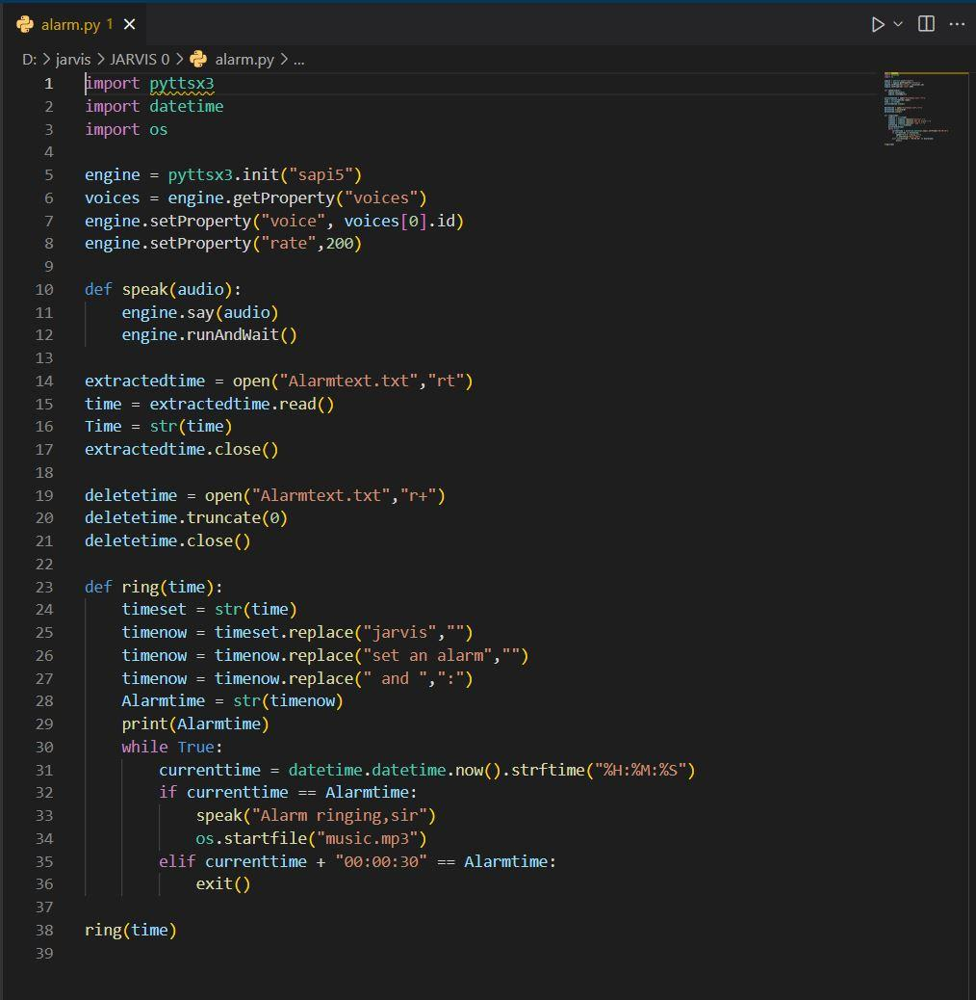 alarm.py 1
D: > jarvis > JARVIS 0 > alarm.py > ...
1 import pyttsx3
2 import datetime
3 import os
4
5 engine = pyttsx3.init("sapi5")
6 voices = engine.getProperty("voices")
7 engine.setProperty("voice", voices[0].id)
8 engine.setProperty("rate",200)
9
10 def speak(audio):
11     engine.say(audio)
12     engine.runAndWait()
13
14 extractedtime = open("Alarmtext.txt","rt")
15 time = extractedtime.read()
16 Time = str(time)
17 extractedtime.close()
18
19 deletetime = open("Alarmtext.txt","r+")
20 deletetime.truncate(0)
21 deletetime.close()
22
23 def ring(time):
24     timeset = str(time)
25     timenow = timeset.replace("jarvis","")
26     timenow = timenow.replace("set an alarm","")
27     timenow = timenow.replace(" and ",":")
28     Alarmtime = str(timenow)
29     print(Alarmtime)
30     while True:
31         currenttime = datetime.datetime.now().strftime("%H:%M:%S")
32         if currenttime == Alarmtime:
33             speak("Alarm ringing,sir")
34             os.startfile("music.mp3")
35         elif currenttime + "00:00:30" == Alarmtime:
36             exit()
37
38 ring(time)
39